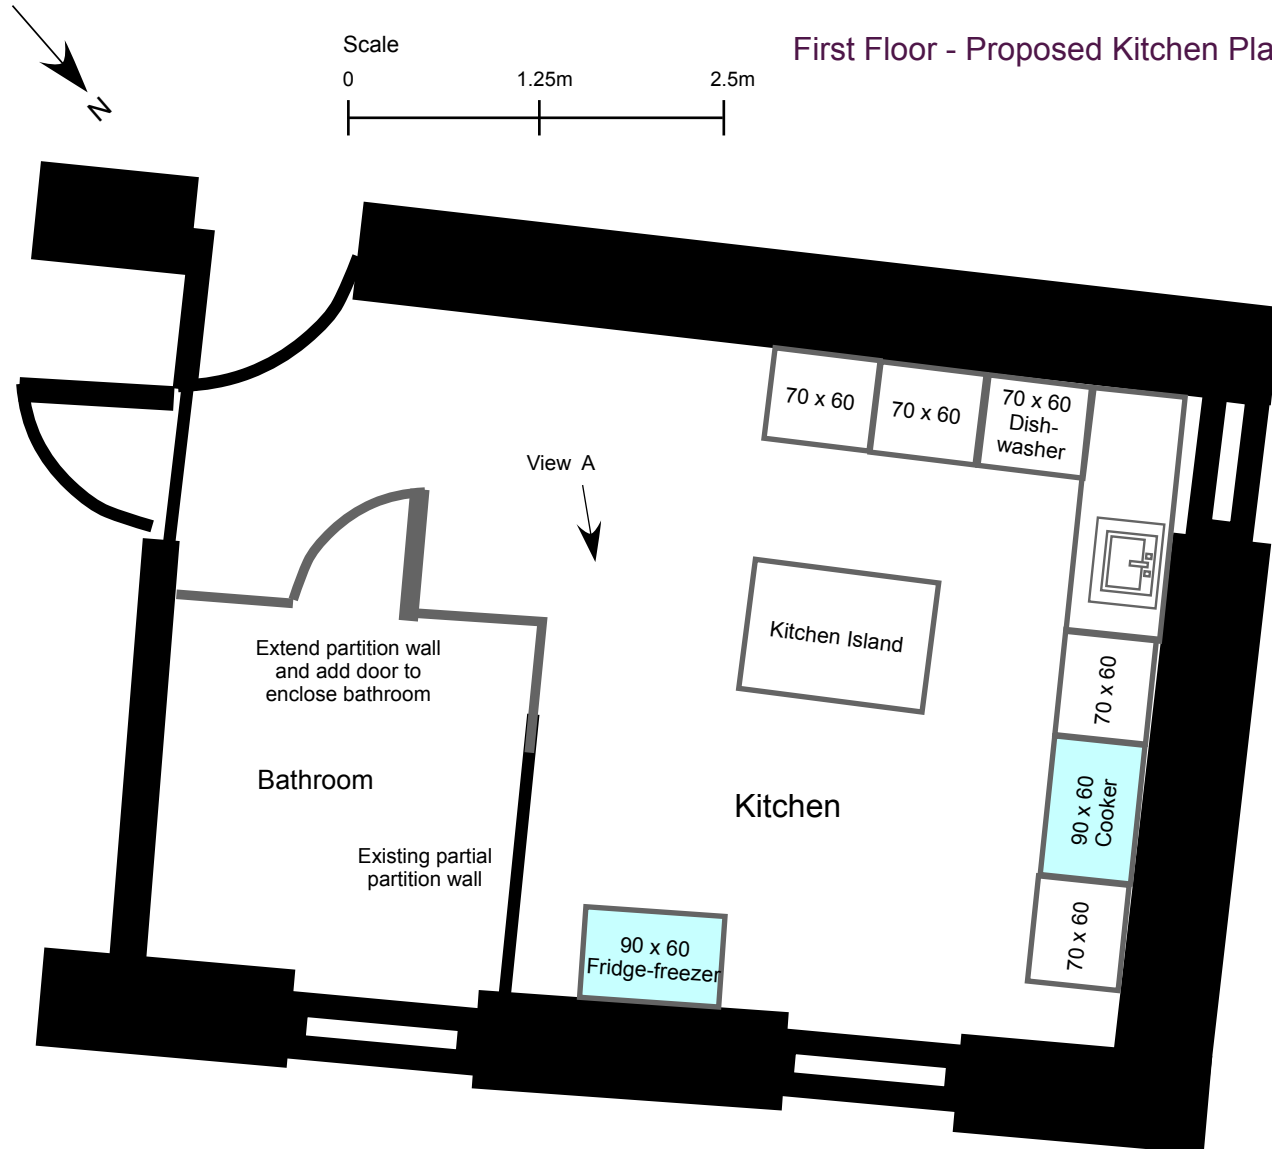 Scale
First Floor - Proposed Kitchen Pla
0 1.25m 2.5m
N
70 x 60
70 x 60
70 x 60
Dish-
washer
View A
Kitchen Island
Extend partition wall
and add door to
enclose bathroom
70 x 60
Bathroom
Kitchen
90 x 60
Cooker
Existing partial
partition wall
70 x 60
90 x 60
Fridge-freezer